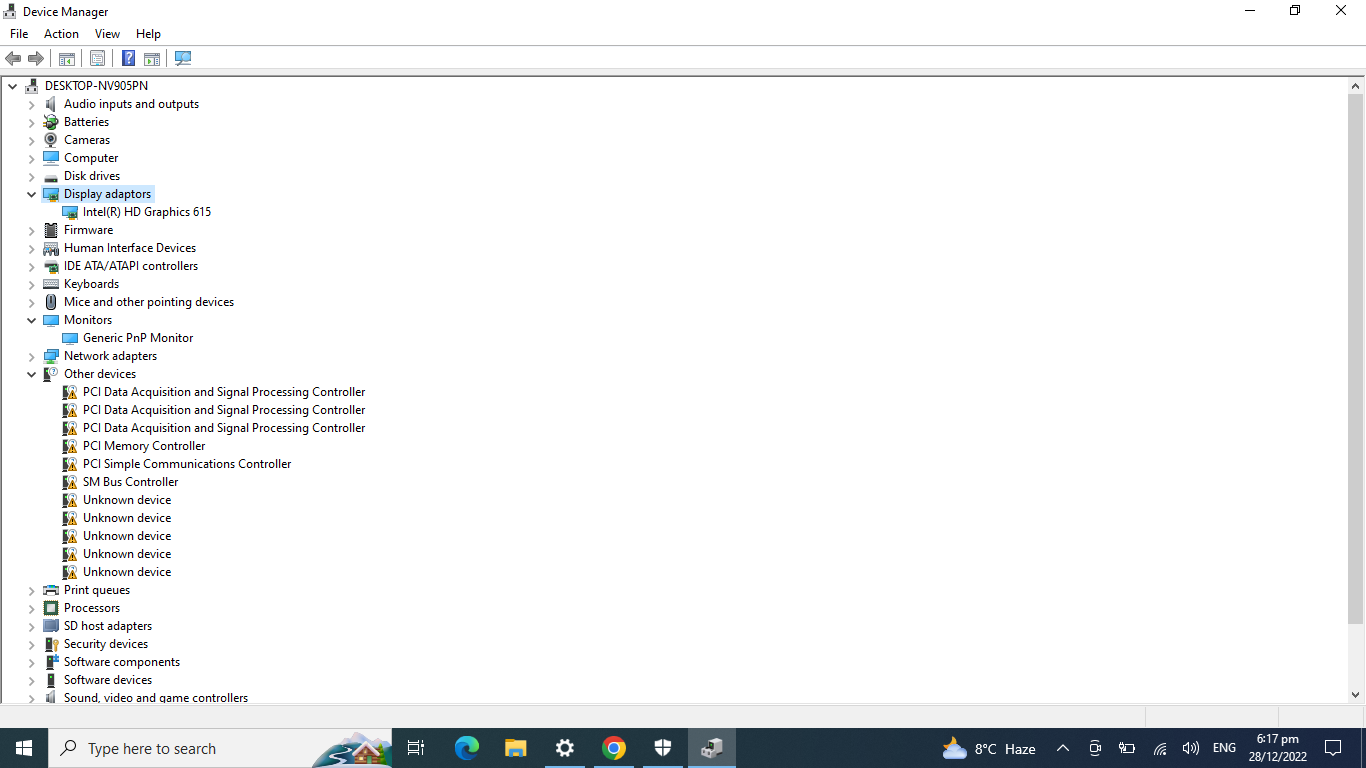 Device Manager
File Action View Help
DESKTOP-NV905PN
Audio inputs and outputs
Batteries
Cameras
Computer
Disk drives
Display adaptors
Intel(R) HD Graphics 615
Firmware
Human Interface Devices
IDE ATA/ATAPI controllers
Keyboards
Mice and other pointing devices
Monitors
Generic PnP Monitor
Network adapters
Other devices
PCI Data Acquisition and Signal Processing Controller
PCI Data Acquisition and Signal Processing Controller
PCI Data Acquisition and Signal Processing Controller
PCI Memory Controller
PCI Simple Communications Controller
SM Bus Controller
Unknown device
Unknown device
Unknown device
Unknown device
Unknown device
Print queues
Processors
SD host adapters
Security devices
Software components
Software devices
Sound, video and game controllers
Type here to search
8°C Haze
ENG
6:17 pm
28/12/2022